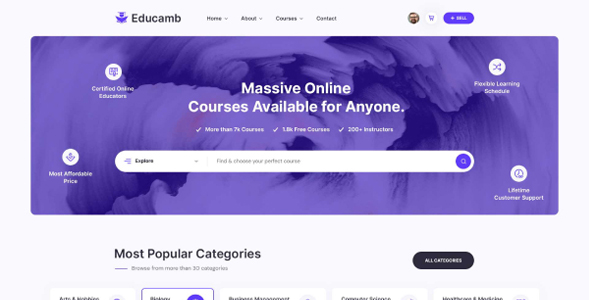 Educamb
Home
About
Courses
Contact
SELL
Certified Online
Educators
Massive Online
Courses Available for Anyone.
Flexible Learning
Schedule
More than 7k Courses
1.8k Free Courses
200+ Instructors
Explore
Find & choose your perfect course
Most Affordable
Price
Lifetime
Customer Support
Most Popular Categories
Browse from more than 30 categories
ALL CATEGORIES
Arts & Hobbies
Biology
Business Management
Computer Science
Healthcare & Medicine